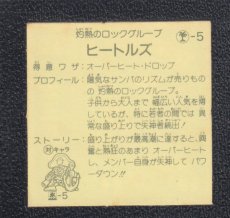 灼熱のロックグループ
ヒートルズ
-5
得意ワザ：オーバーヒート・ドロップ
プロフィール：陽気なサンバのリズムが売りもの
の灼熱のロックグループ。
子供から大人まで幅広い人気を得
しているが、特に若者の間では
異常な盛り上りで失神者続出！
ストーリー：盛り上りが最高潮に達すると、興
奮と熱狂のあまりオーバーヒート
し、メンバー自身が失神してパワ
ーダウン!!
対キャラ
-5